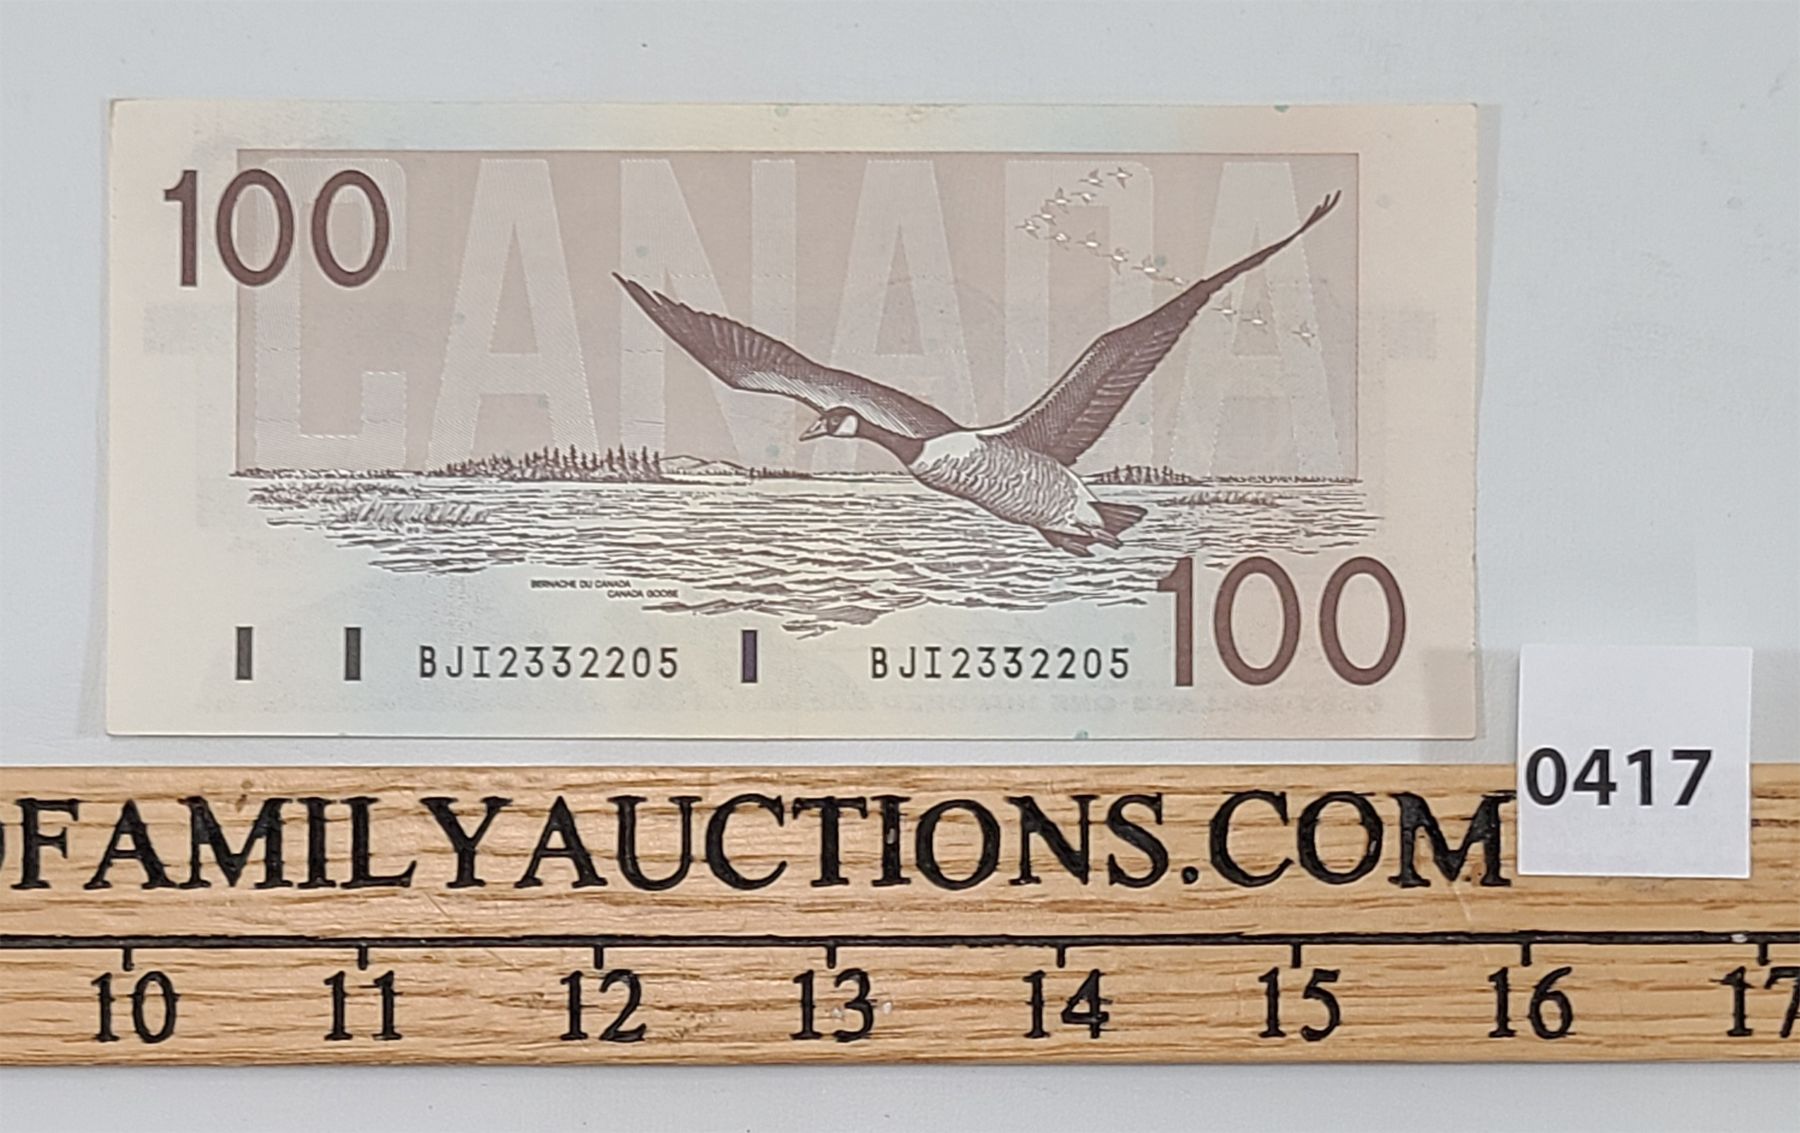 CANADA
100
BERNACHE DU CANADA
CANADA GOOSE
BJI2332205 BJI2332205
100
0417
FAMILYAUCTIONS.COM
10 11 12 13 14 15 16 17